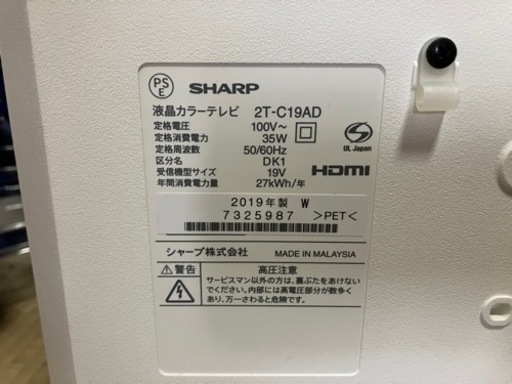 PSE SHARP
液晶カラーテレビ 2T-C19AD
定格電圧 100V～
定格消費電力 35W
定格周波数 50/60Hz
区分名 DK1
受信機型サイズ 19V
年間消費電力量 27kWh/年
UL Japan
HDMI
2019年製 W
7325987 >PET<
シャープ株式会社 MADE IN MALAYSIA
警告 高圧注意
サービスマン以外の方は、裏ぶたをあけない
でください。内部には高電圧部分が数多く
あり、万一さわると危険です。